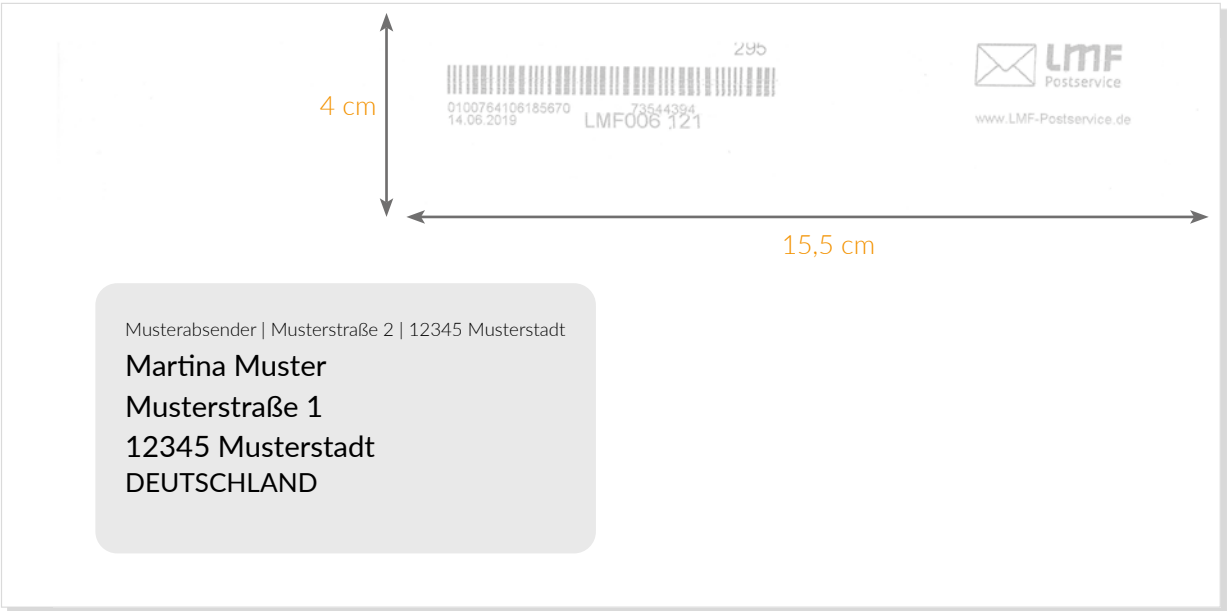 295
LMF
Postservice
4 cm
0100764106185670 73544394
14.06.2019 LMF006 121
www.LMF-Postservice.de
15,5 cm
Musterabsender | Musterstraße 2 | 12345 Musterstadt
Martina Muster
Musterstraße 1
12345 Musterstadt
DEUTSCHLAND